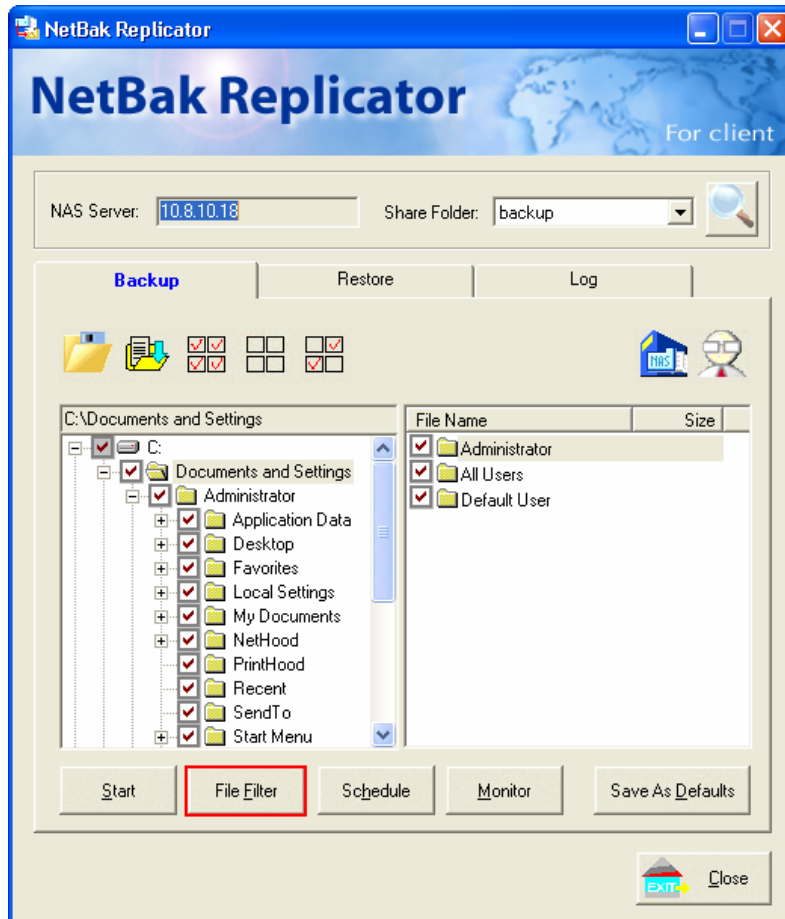 NetBak Replicator
NetBak Replicator
For client
NAS Server: 10.8.10.18 Share Folder: backup
Backup Restore Log
NAS
C:\Documents and Settings
C:
Documents and Settings
Administrator
Application Data
Desktop
Favorites
Local Settings
My Documents
NetHood
PrintHood
Recent
SendTo
Start Menu
File Name Size
Administrator
All Users
Default User
Start File Filter Schedule Monitor Save As Defaults
EXIT Close